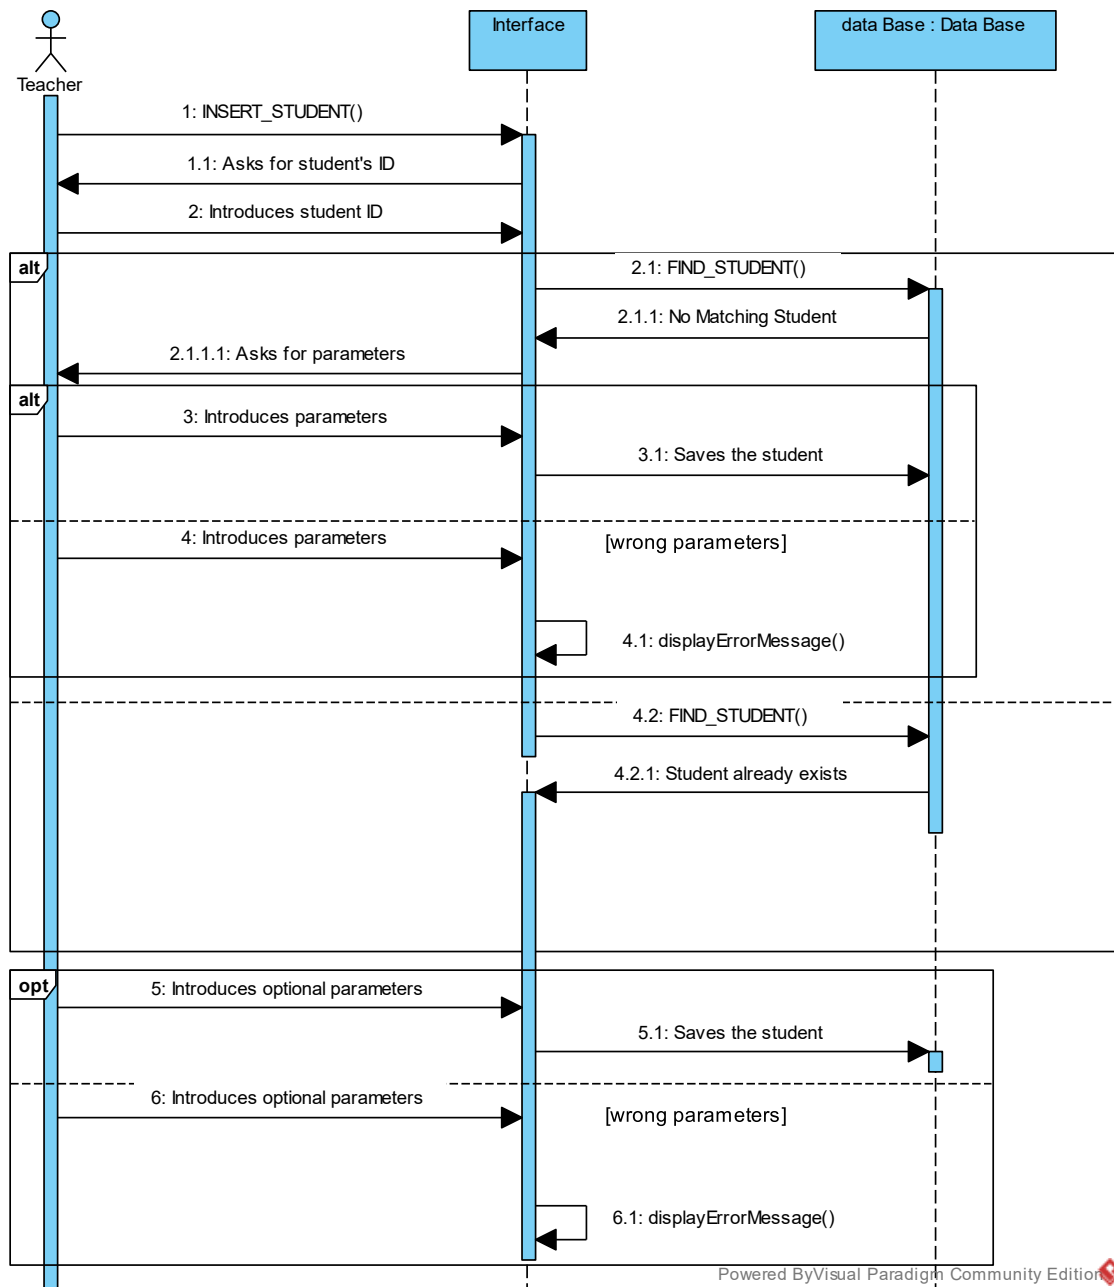 Interface
data Base : Data Base
Teacher
1: INSERT_STUDENT()
1.1: Asks for student's ID
2: Introduces student ID
alt
2.1: FIND_STUDENT()
2.1.1: No Matching Student
2.1.1.1: Asks for parameters
alt
3: Introduces parameters
3.1: Saves the student
4: Introduces parameters
[wrong parameters]
4.1: displayErrorMessage()
4.2: FIND_STUDENT()
4.2.1: Student already exists
opt
5: Introduces optional parameters
5.1: Saves the student
6: Introduces optional parameters
[wrong parameters]
6.1: displayErrorMessage()
Powered ByVisual Paradigm Community Edition